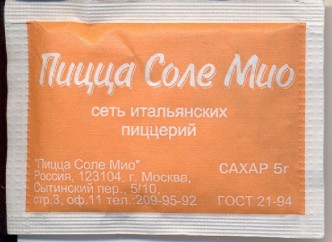 Пицца Соле Мио
сеть итальянских
пиццерий
"Пицца Соле Мио"
Россия, 123104, г. Москва,
Сытинский пер., 5/10,
стр.3, оф.11 тел.:209-95-92
САХАР 5г
ГОСТ 21-94